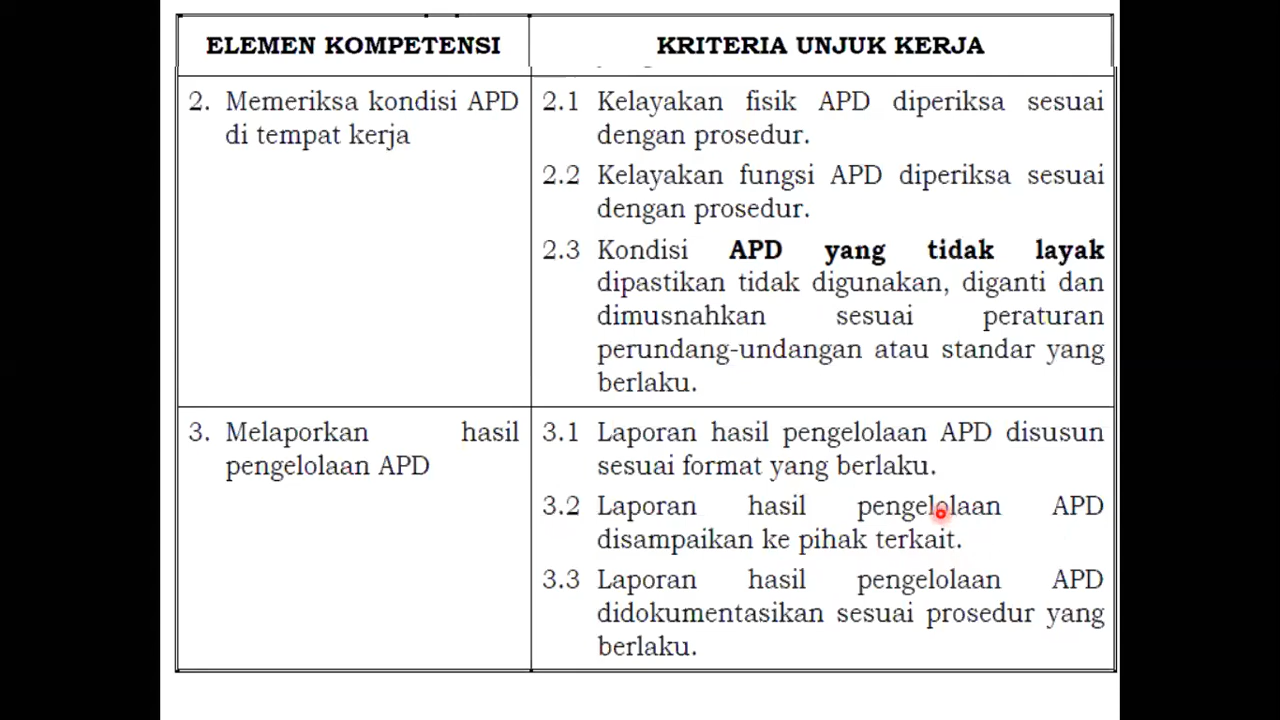 ELEMEN KOMPETENSI
KRITERIA UNJUK KERJA
2. Memeriksa kondisi APD
di tempat kerja
2.1 Kelayakan fisik APD diperiksa sesuai
dengan prosedur.
2.2 Kelayakan fungsi APD diperiksa sesuai
dengan prosedur.
2.3 Kondisi APD yang tidak layak
dipastikan tidak digunakan, diganti dan
dimusnahkan sesuai peraturan
perundang-undangan atau standar yang
berlaku.
3. Melaporkan hasil
pengelolaan APD
3.1 Laporan hasil pengelolaan APD disusun
sesuai format yang berlaku.
3.2 Laporan hasil pengelolaan APD
disampaikan ke pihak terkait.
3.3 Laporan hasil pengelolaan APD
didokumentasikan sesuai prosedur yang
berlaku.